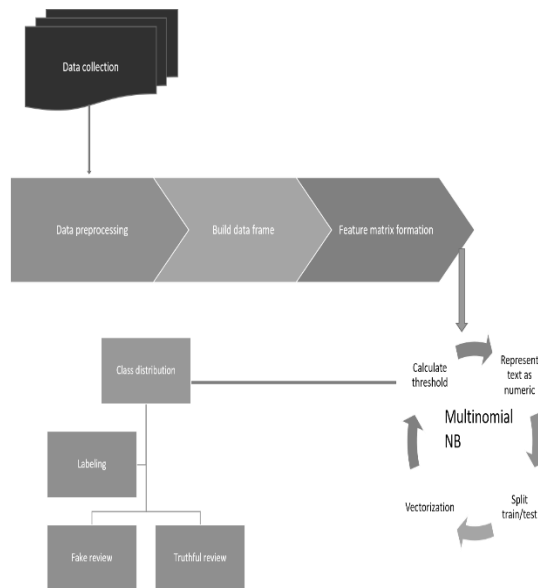 Data collection
Data preprocessing
Build data frame
Feature matrix formation
Calculate
threshold
Represent
text as
numeric
Multinomial
NB
Split
train/test
Vectorization
Class distribution
Labeling
Fake review
Truthful review